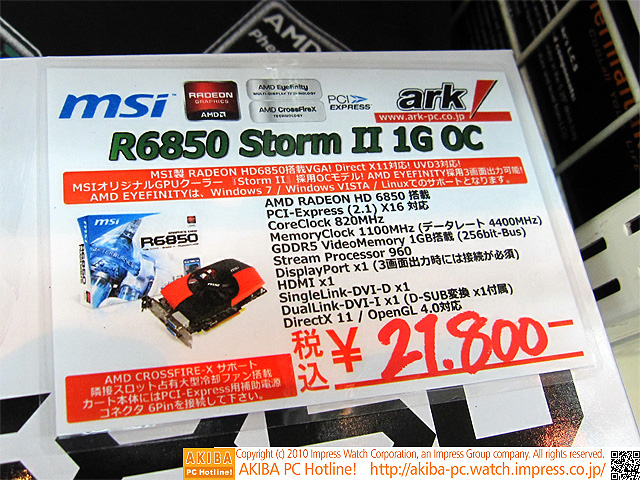 AMD
Phe
msi
RADEON
GRAPHICS
AMD
AMD Eyefinity
MULTI-DISPLAY TECHNOLOGY
AMD CrossFireX
TECHNOLOGY
PCI EXPRESS
ark
www.ark-pc.co.jp
R6850 Storm II 1G OC
MSI製 RADEON HD6850搭載VGA! Direct X11対応! UVD3対応!
MSIオリジナルGPUクーラー 『Storm II』 採用OCモデル! AMD EYEFINITY採用3画面出力可能!
AMD EYEFINITYは、Windows 7 / Windows VISTA / Linuxでのサポートとなります。
AMD RADEON HD 6850 搭載
PCI-Express (2.1) X16 対応
CoreClock 820MHz
MemoryClock 1100MHz (データレート 4400MHz)
GDDR5 VideoMemory 1GB搭載 (256bit-Bus)
Stream Processor 960
DisplayPort x1 (3画面出力時には接続が必須)
HDMI x1
SingleLink-DVI-D x1
DualLink-DVI-I x1 (D-SUB変換 x1付属)
DirectX 11 / OpenGL 4.0対応
msi
R6850
税込 ¥ 21.800-
AMD CROSSFIRE-X サポート
隣接スロット占有大型冷却ファン搭載
カード本体にはPCI-Express用補助電源
コネクタ 6Pinを接続して下さい。
AKIBA
PC Hotline!
Copyright (c) 2010 Impress Watch Corporation, an Impress Group company. All rights reserved.
AKIBA PC Hotline! http://akiba-pc.watch.impress.co.jp/